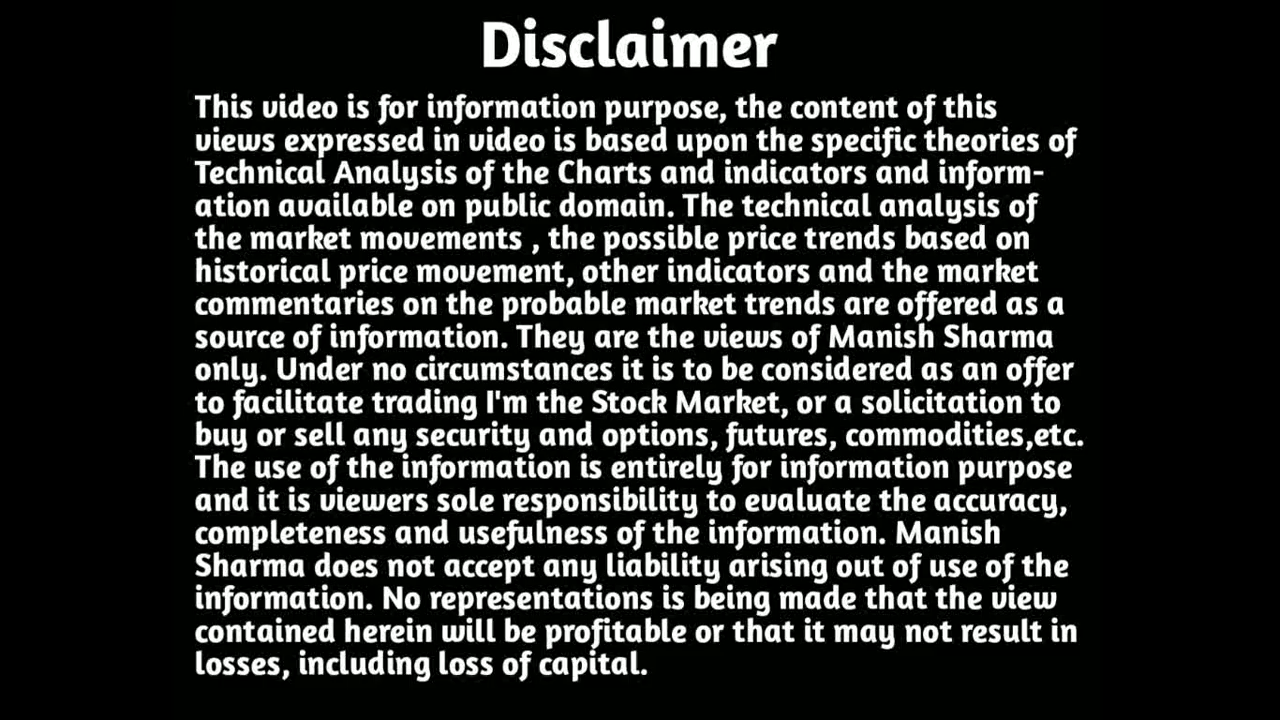 Disclaimer
This video is for information purpose, the content of this
views expressed in video is based upon the specific theories of
Technical Analysis of the Charts and indicators and inform-
ation available on public domain. The technical analysis of
the market movements , the possible price trends based on
historical price movement, other indicators and the market
commentaries on the probable market trends are offered as a
source of information. They are the views of Manish Sharma
only. Under no circumstances it is to be considered as an offer
to facilitate trading I'm the Stock Market, or a solicitation to
buy or sell any security and options, futures, commodities,etc.
The use of the information is entirely for information purpose
and it is viewers sole responsibility to evaluate the accuracy,
completeness and usefulness of the information. Manish
Sharma does not accept any liability arising out of use of the
information. No representations is being made that the view
contained herein will be profitable or that it may not result in
losses, including loss of capital.